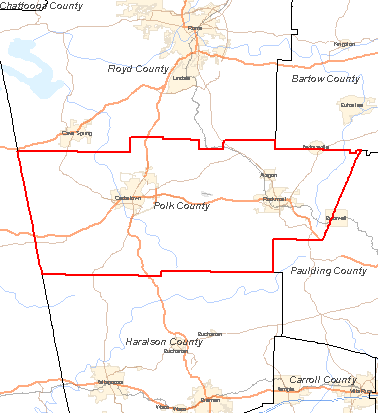 Chattooga County
Rome
Kingston
Floyd County
Lindale
Bartow County
Euharlee
Cave Spring
Taylorsville
Aragon
Cedartown
Rockmart
Polk County
Braswell
Paulding County
Haralson County
Buchanan
Buchanan
Tallapoosa
Carroll County
Temple
Villa Rica
Bremen
Waco
Waco